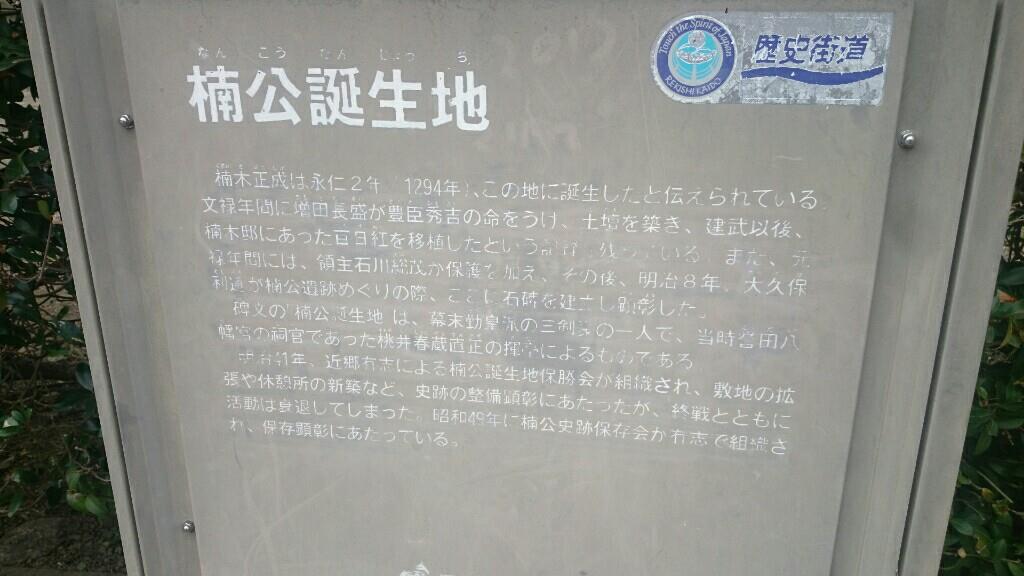 なんこうたんじょうち
楠公誕生地
Touch the Spirit of Japan
REKISHI KAIDO
歴史街道
楠木正成は永仁2年 1294年 、この地に誕生したと伝えられている
文禄年間に増田長盛が豊臣秀吉の命をうけ、土壇を築き、建武以後、
楠木邸にあった百日紅を移植したという 残っている また、元
禄年間には、領主石川総茂が保護を加え、その後、明治8年、大久保
利通が楠公遺跡めぐりの際、ここに石碑を建立し顕彰した。
碑文の「楠公誕生地」は、幕末勤皇派の三剣客の一人で、当時誉田八
幡宮の祠官であった桃井春蔵直正の揮毫によるものである
明治41年、近郷有志による楠公誕生地保勝会が組織され、敷地の拡
張や休憩所の新築など、史跡の整備顕彰にあたったが、終戦とともに
活動は衰退してしまった。昭和49年に楠公史跡保存会が有志で組織さ
れ、保存顕彰にあたっている。